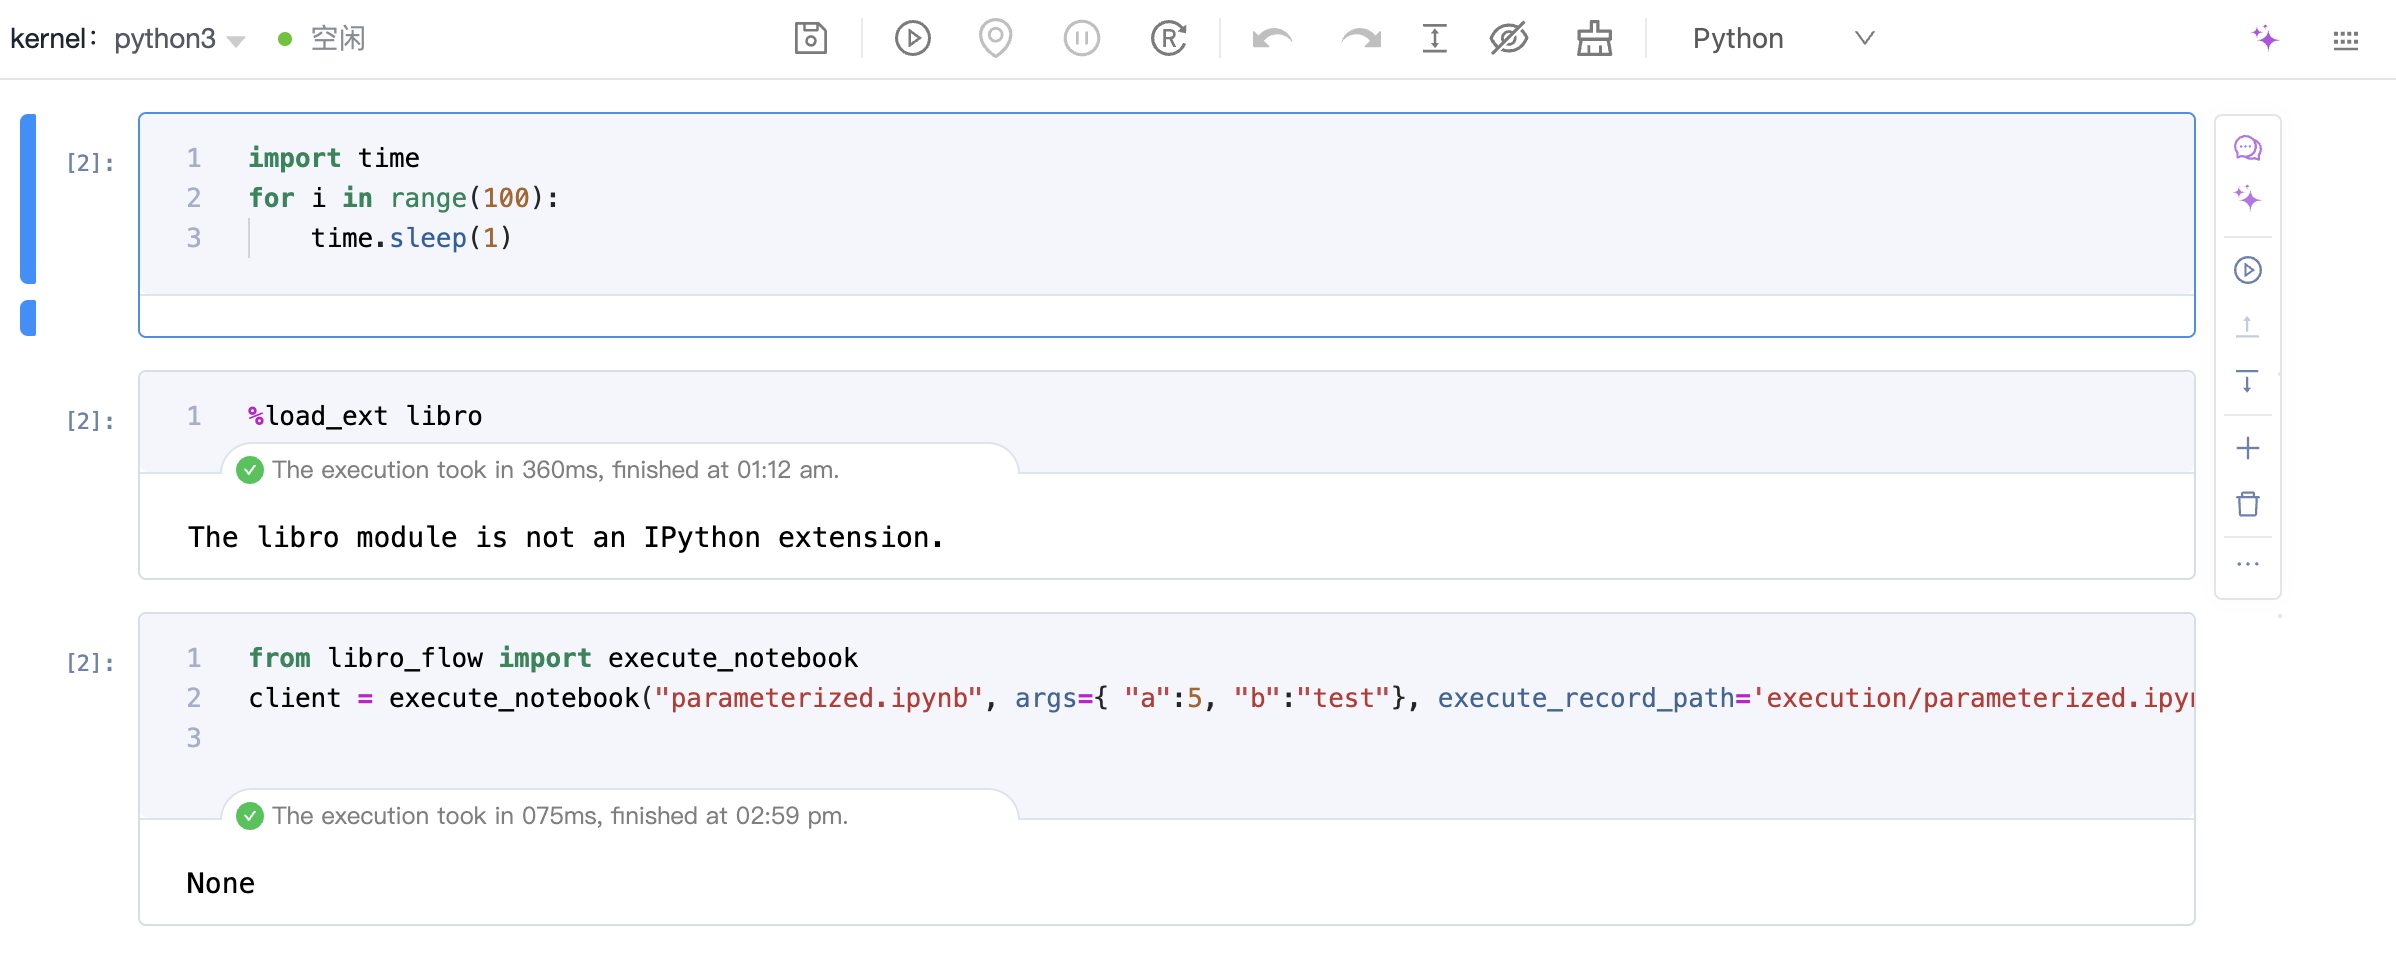 kernel: python3 空闲 Python
[2]:
1 import time
2 for i in range(100):
3 time.sleep(1)
[2]:
1 %load_ext libro
The execution took in 360ms, finished at 01:12 am.
The libro module is not an IPython extension.
[2]:
1 from libro_flow import execute_notebook
2 client = execute_notebook("parameterized.ipynb", args={ "a":5, "b":"test"}, execute_record_path='execution/parameterized.ipy
3
The execution took in 075ms, finished at 02:59 pm.
None